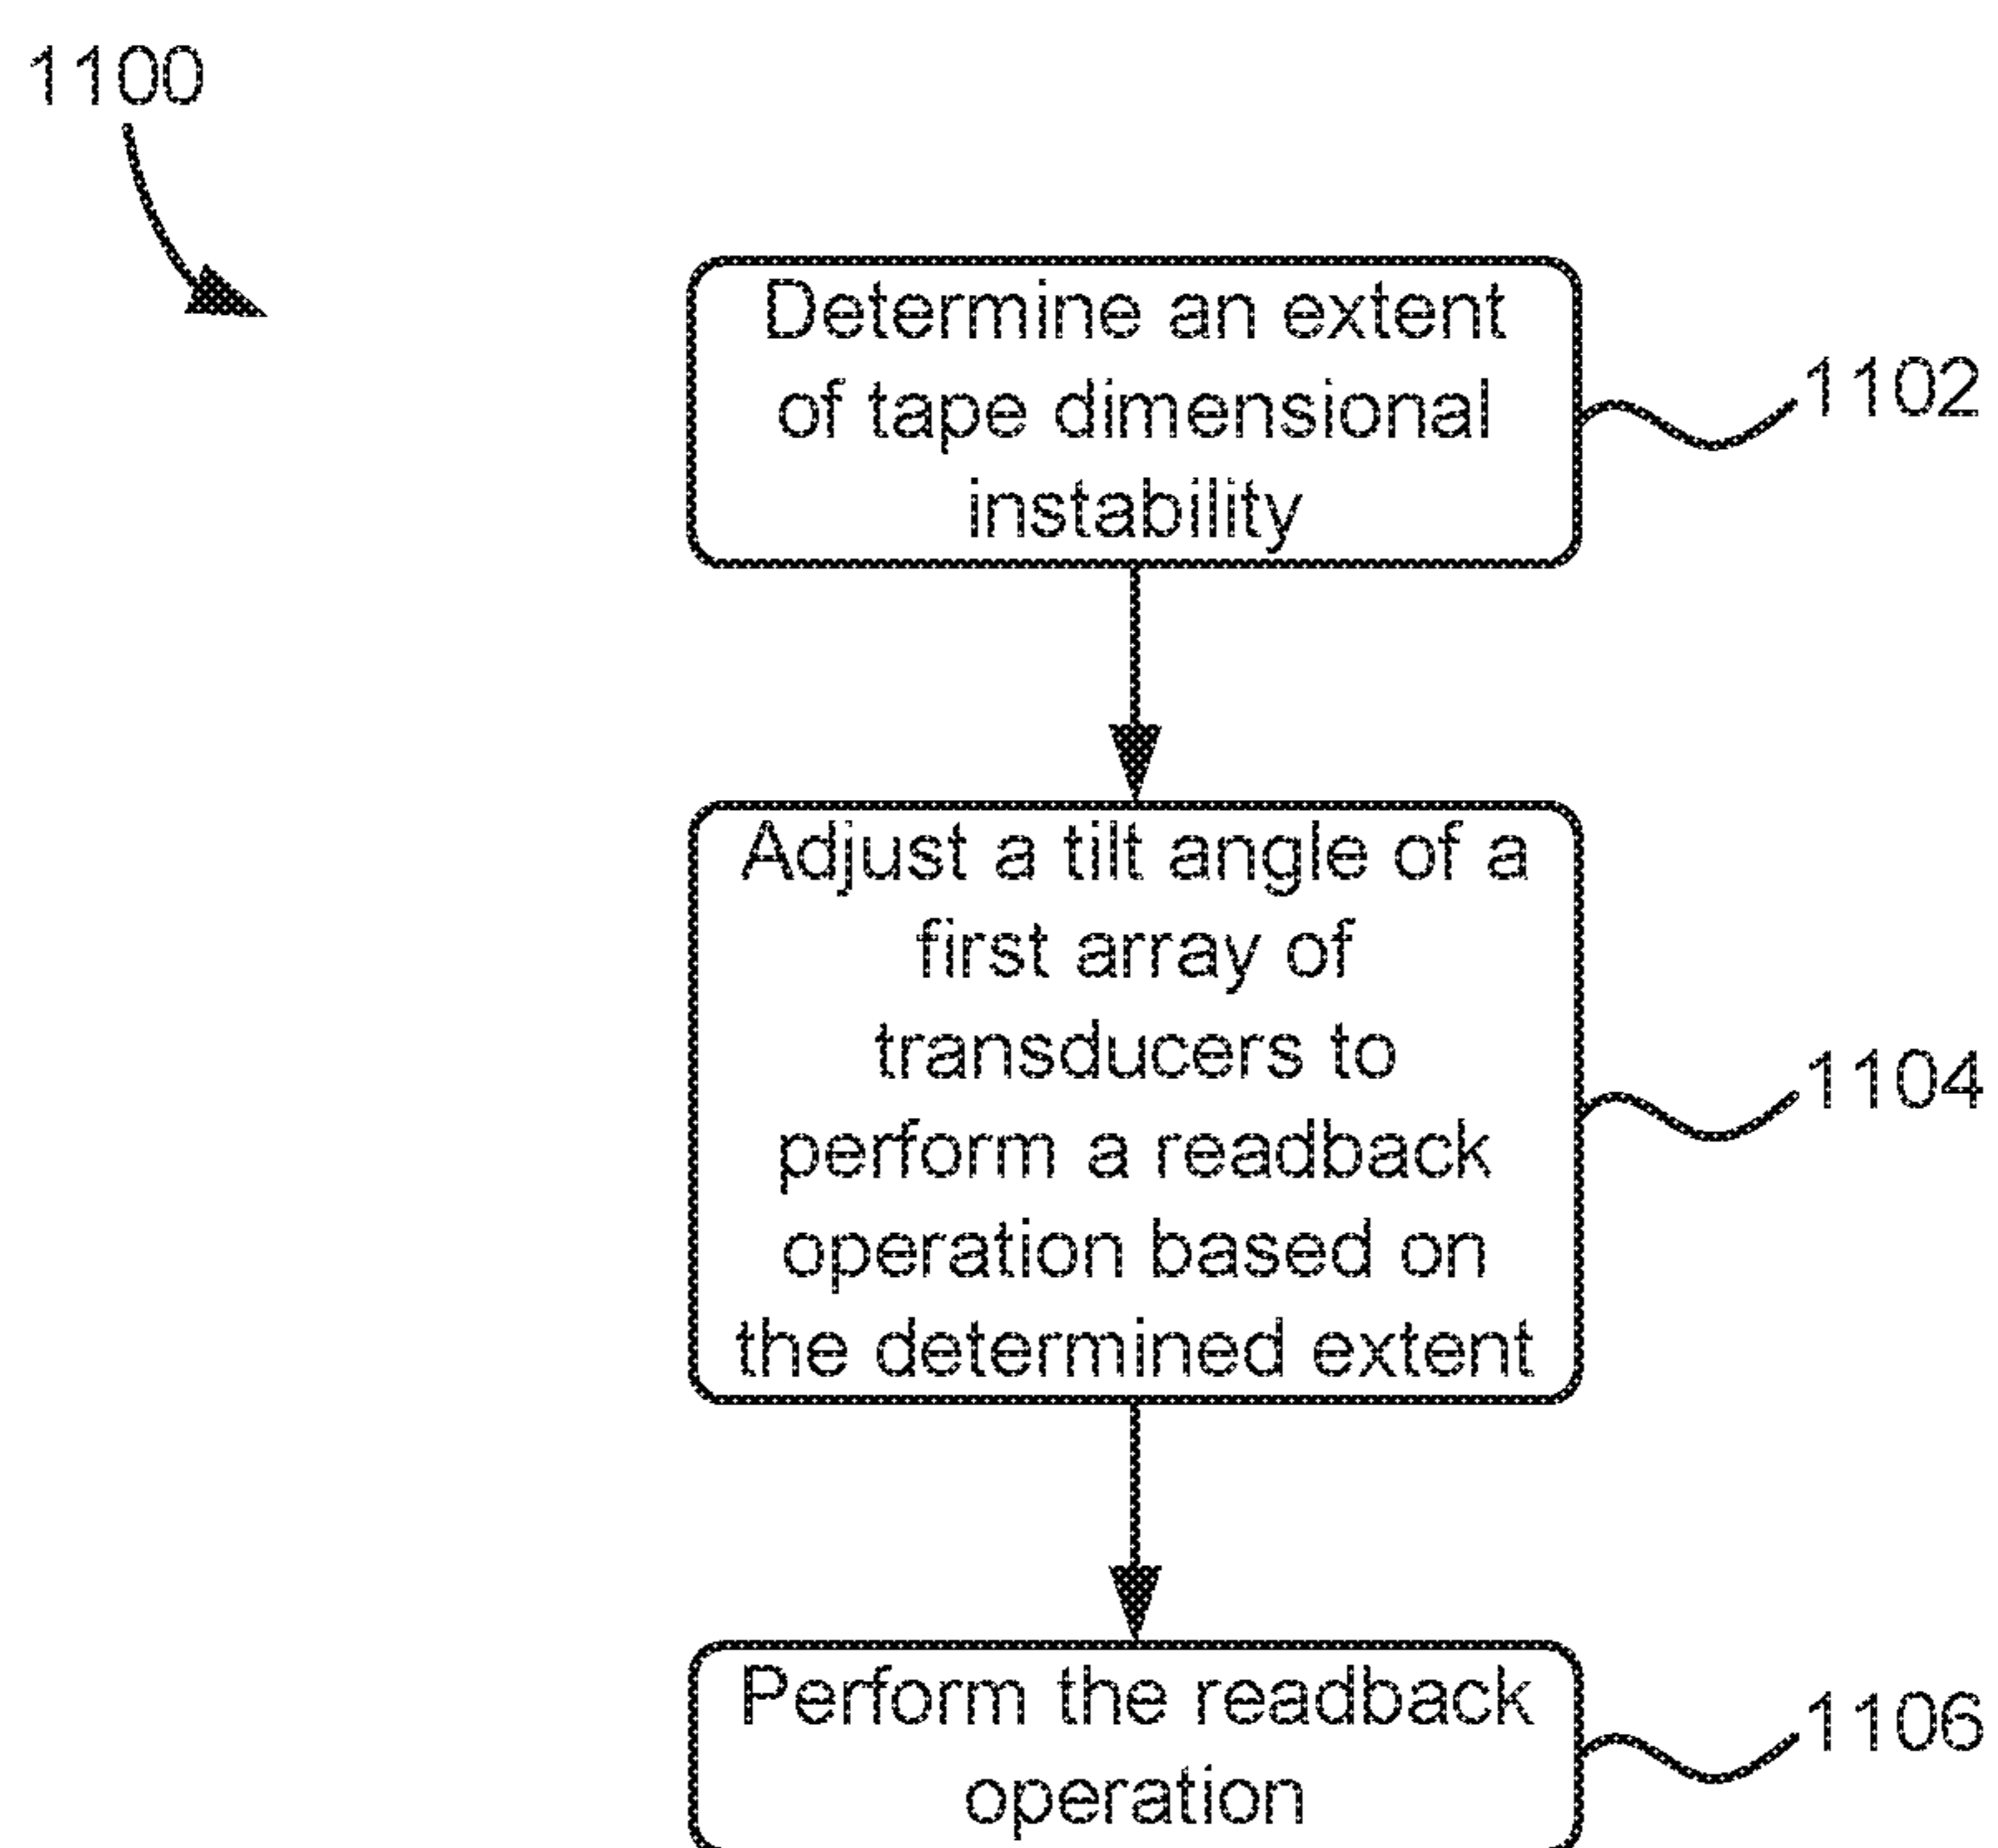 1100
Determine an extent
of tape dimensional
instability
1102
Adjust a tilt angle of a
first array of
transducers to
perform a readback
operation based on
the determined extent
1104
Perform the readback
operation
1106